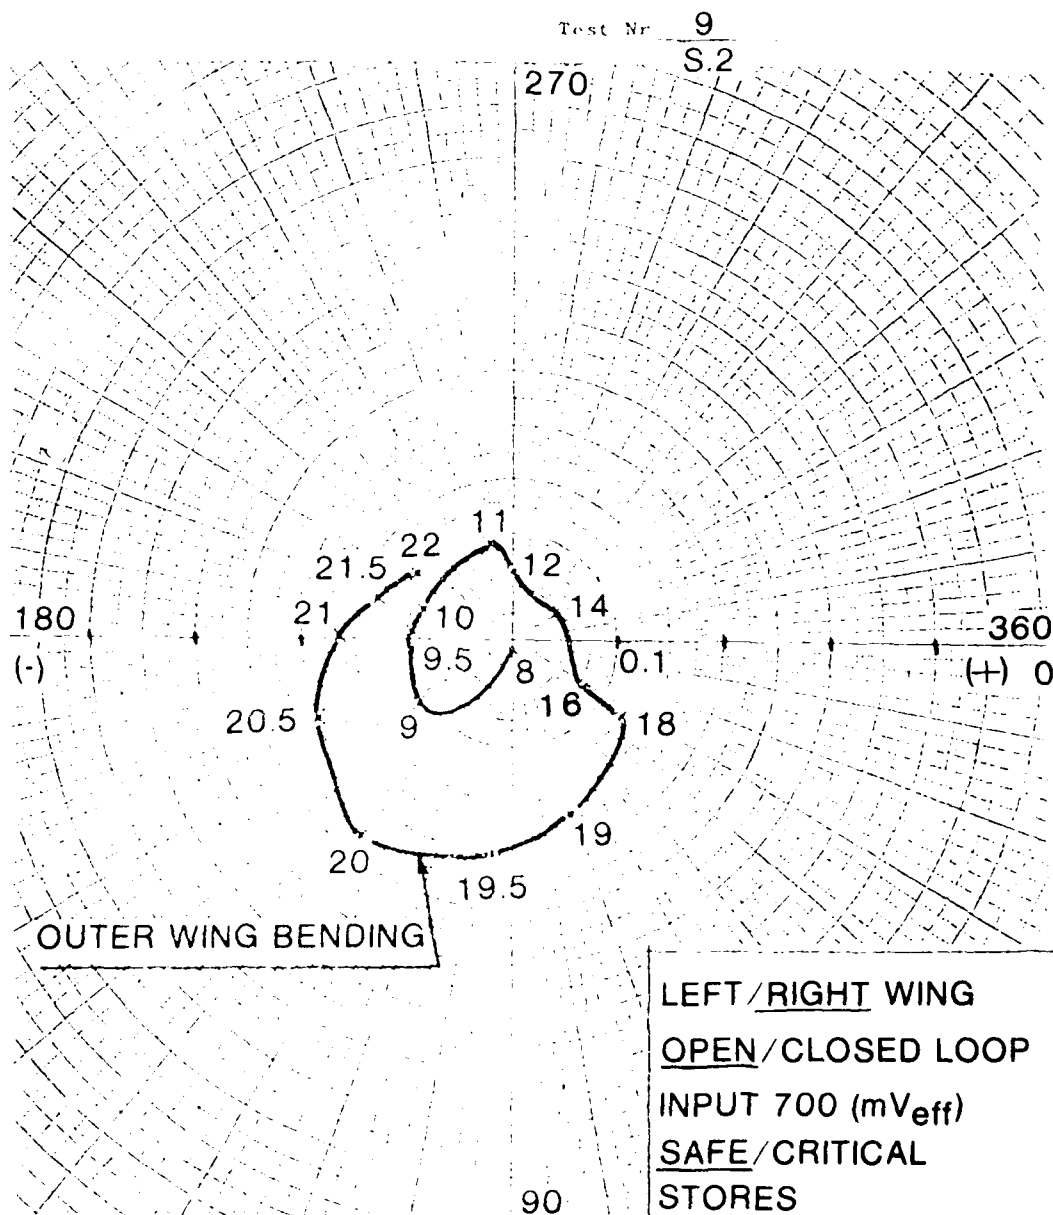 Test Nr 9
S.2
270
11
22
12
21.5
14
21
10
180
360
9.5
0.1
(-)
8
(+) 0
16
20.5
9
18
19
20
19.5
OUTER WING BENDING
LEFT/RIGHT WING
OPEN/CLOSED LOOP
INPUT 700 (mVeff)
SAFE/CRITICAL
STORES
90